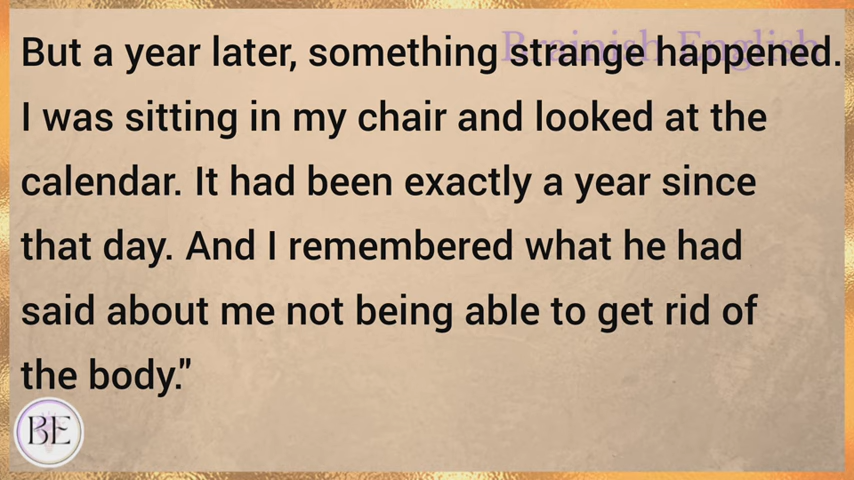 Brainish English
But a year later, something strange happened.
I was sitting in my chair and looked at the
calendar. It had been exactly a year since
that day. And I remembered what he had
said about me not being able to get rid of
the body."
BE